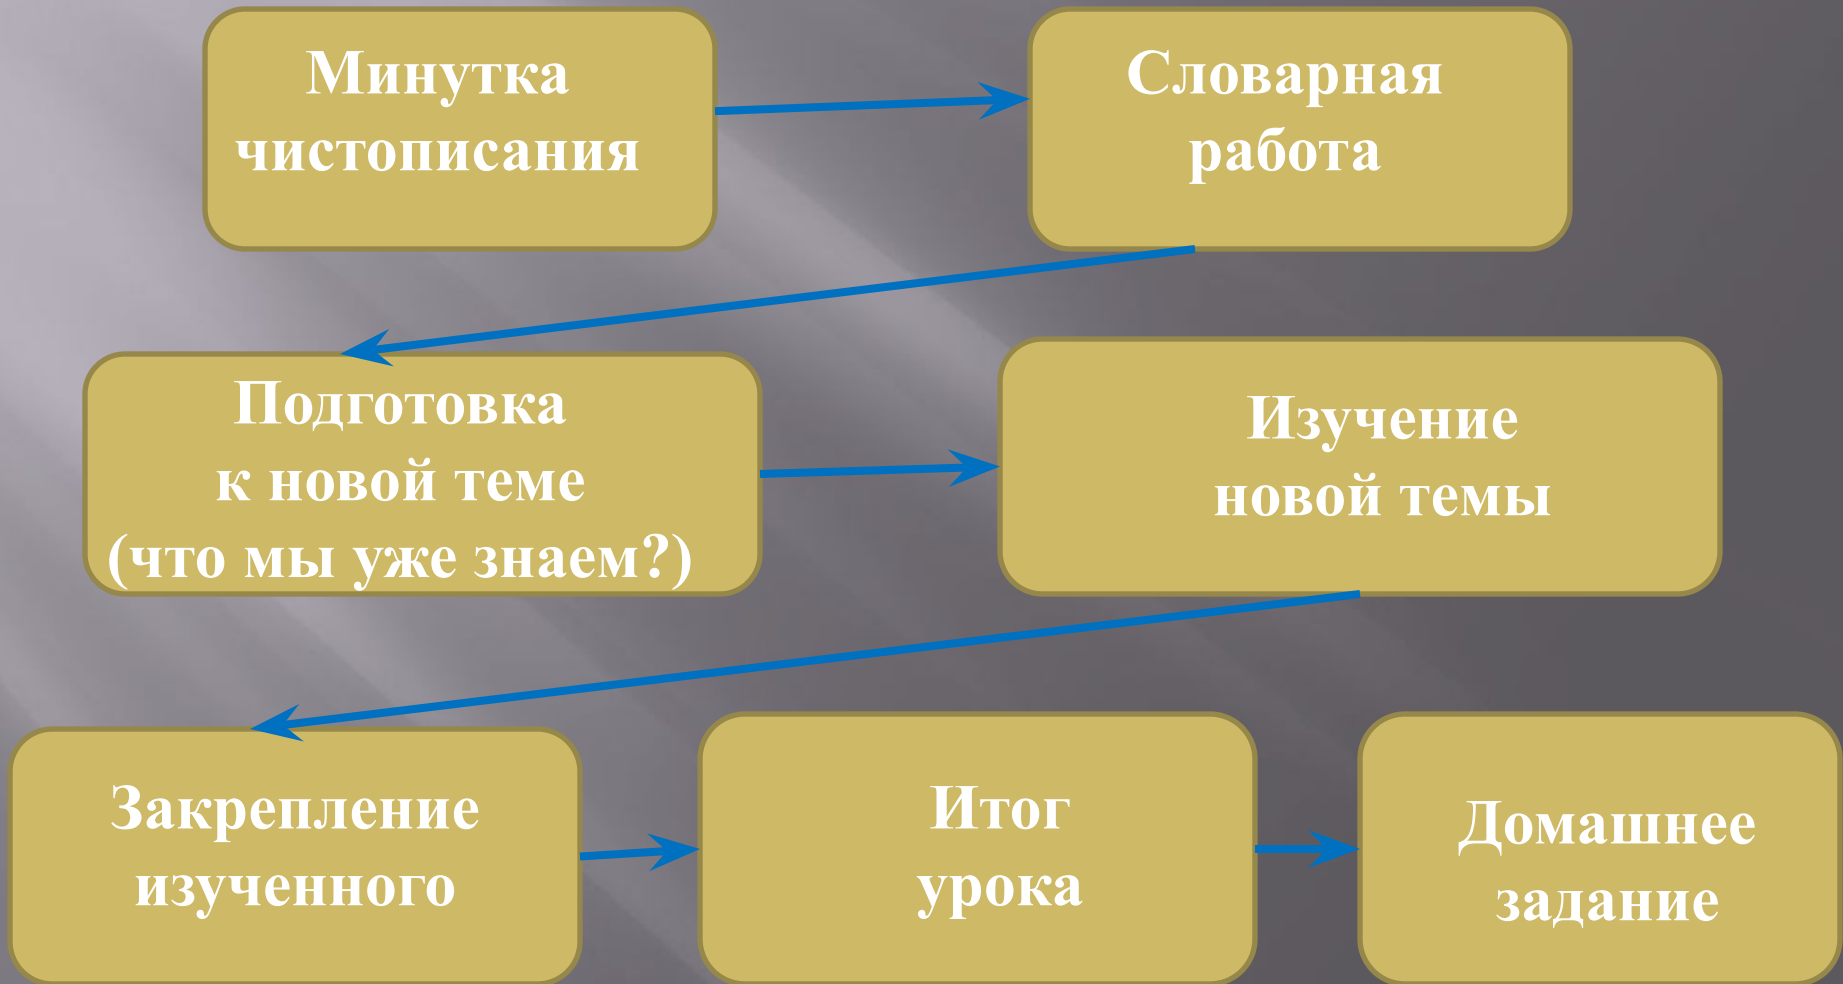 Минутка
чистописания
Словарная
работа
Подготовка
к новой теме
(что мы уже знаем?)
Изучение
новой темы
Закрепление
изученного
Итог
урока
Домашнее
задание